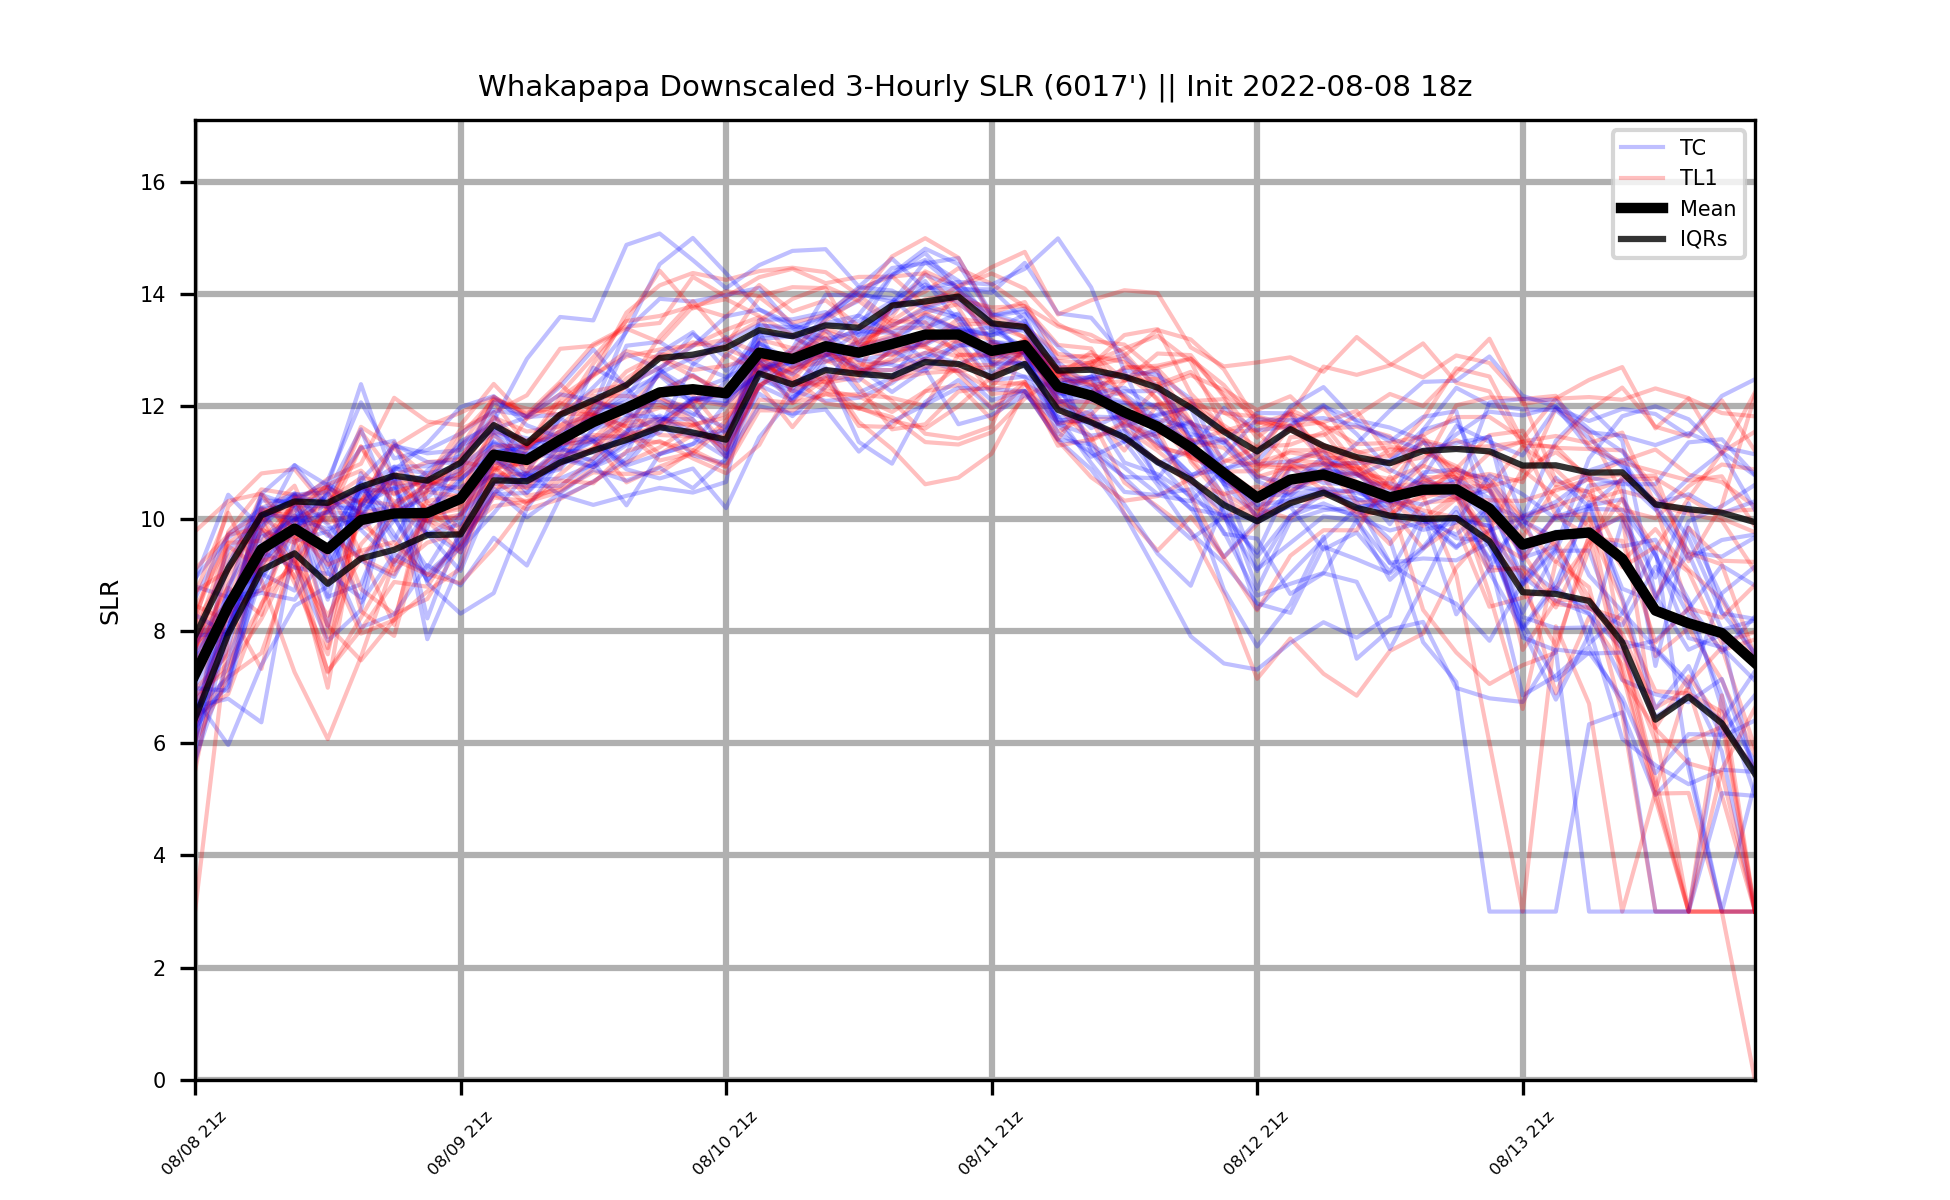 Whakapapa Downscaled 3-Hourly SLR (6017') || Init 2022-08-08 18z
TC
TL1
Mean
IQRs
SLR
16
14
12
10
8
6
4
2
0
08/08 21z
08/09 21z
08/10 21z
08/11 21z
08/12 21z
08/13 21z